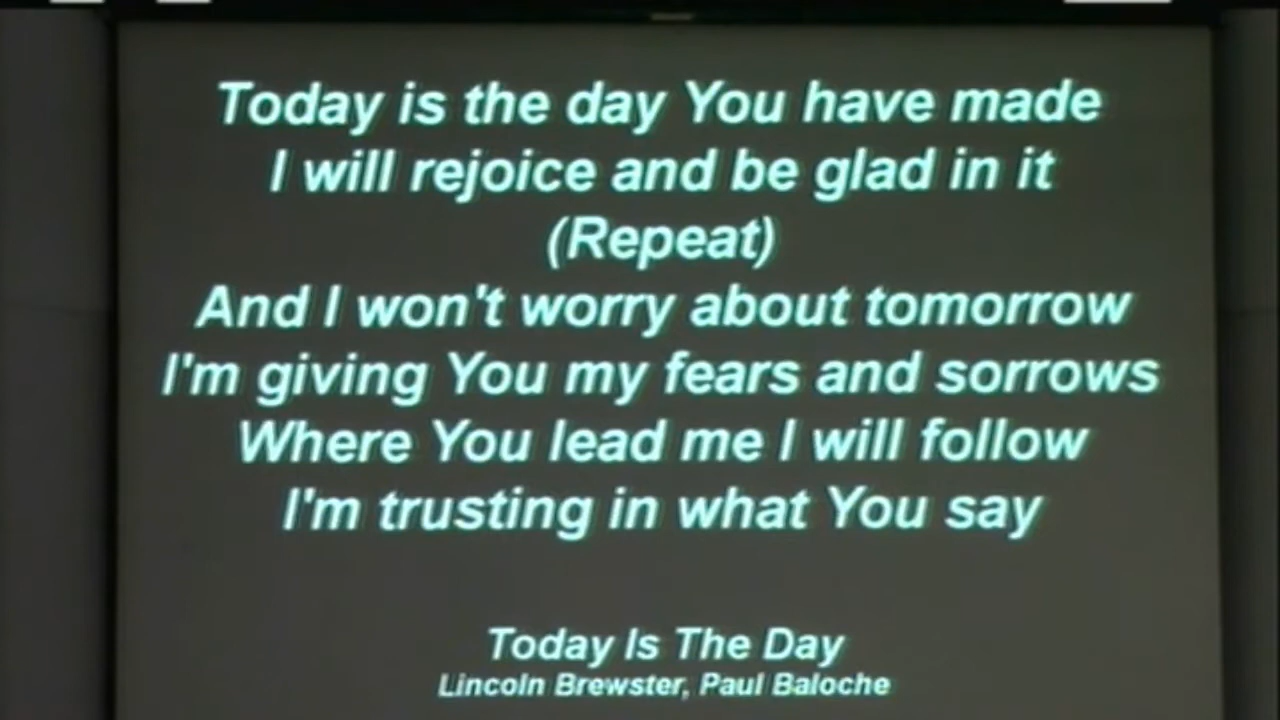 Today is the day You have made
I will rejoice and be glad in it
(Repeat)
And I won't worry about tomorrow
I'm giving You my fears and sorrows
Where You lead me I will follow
I'm trusting in what You say
Today Is The Day
Lincoln Brewster, Paul Baloche